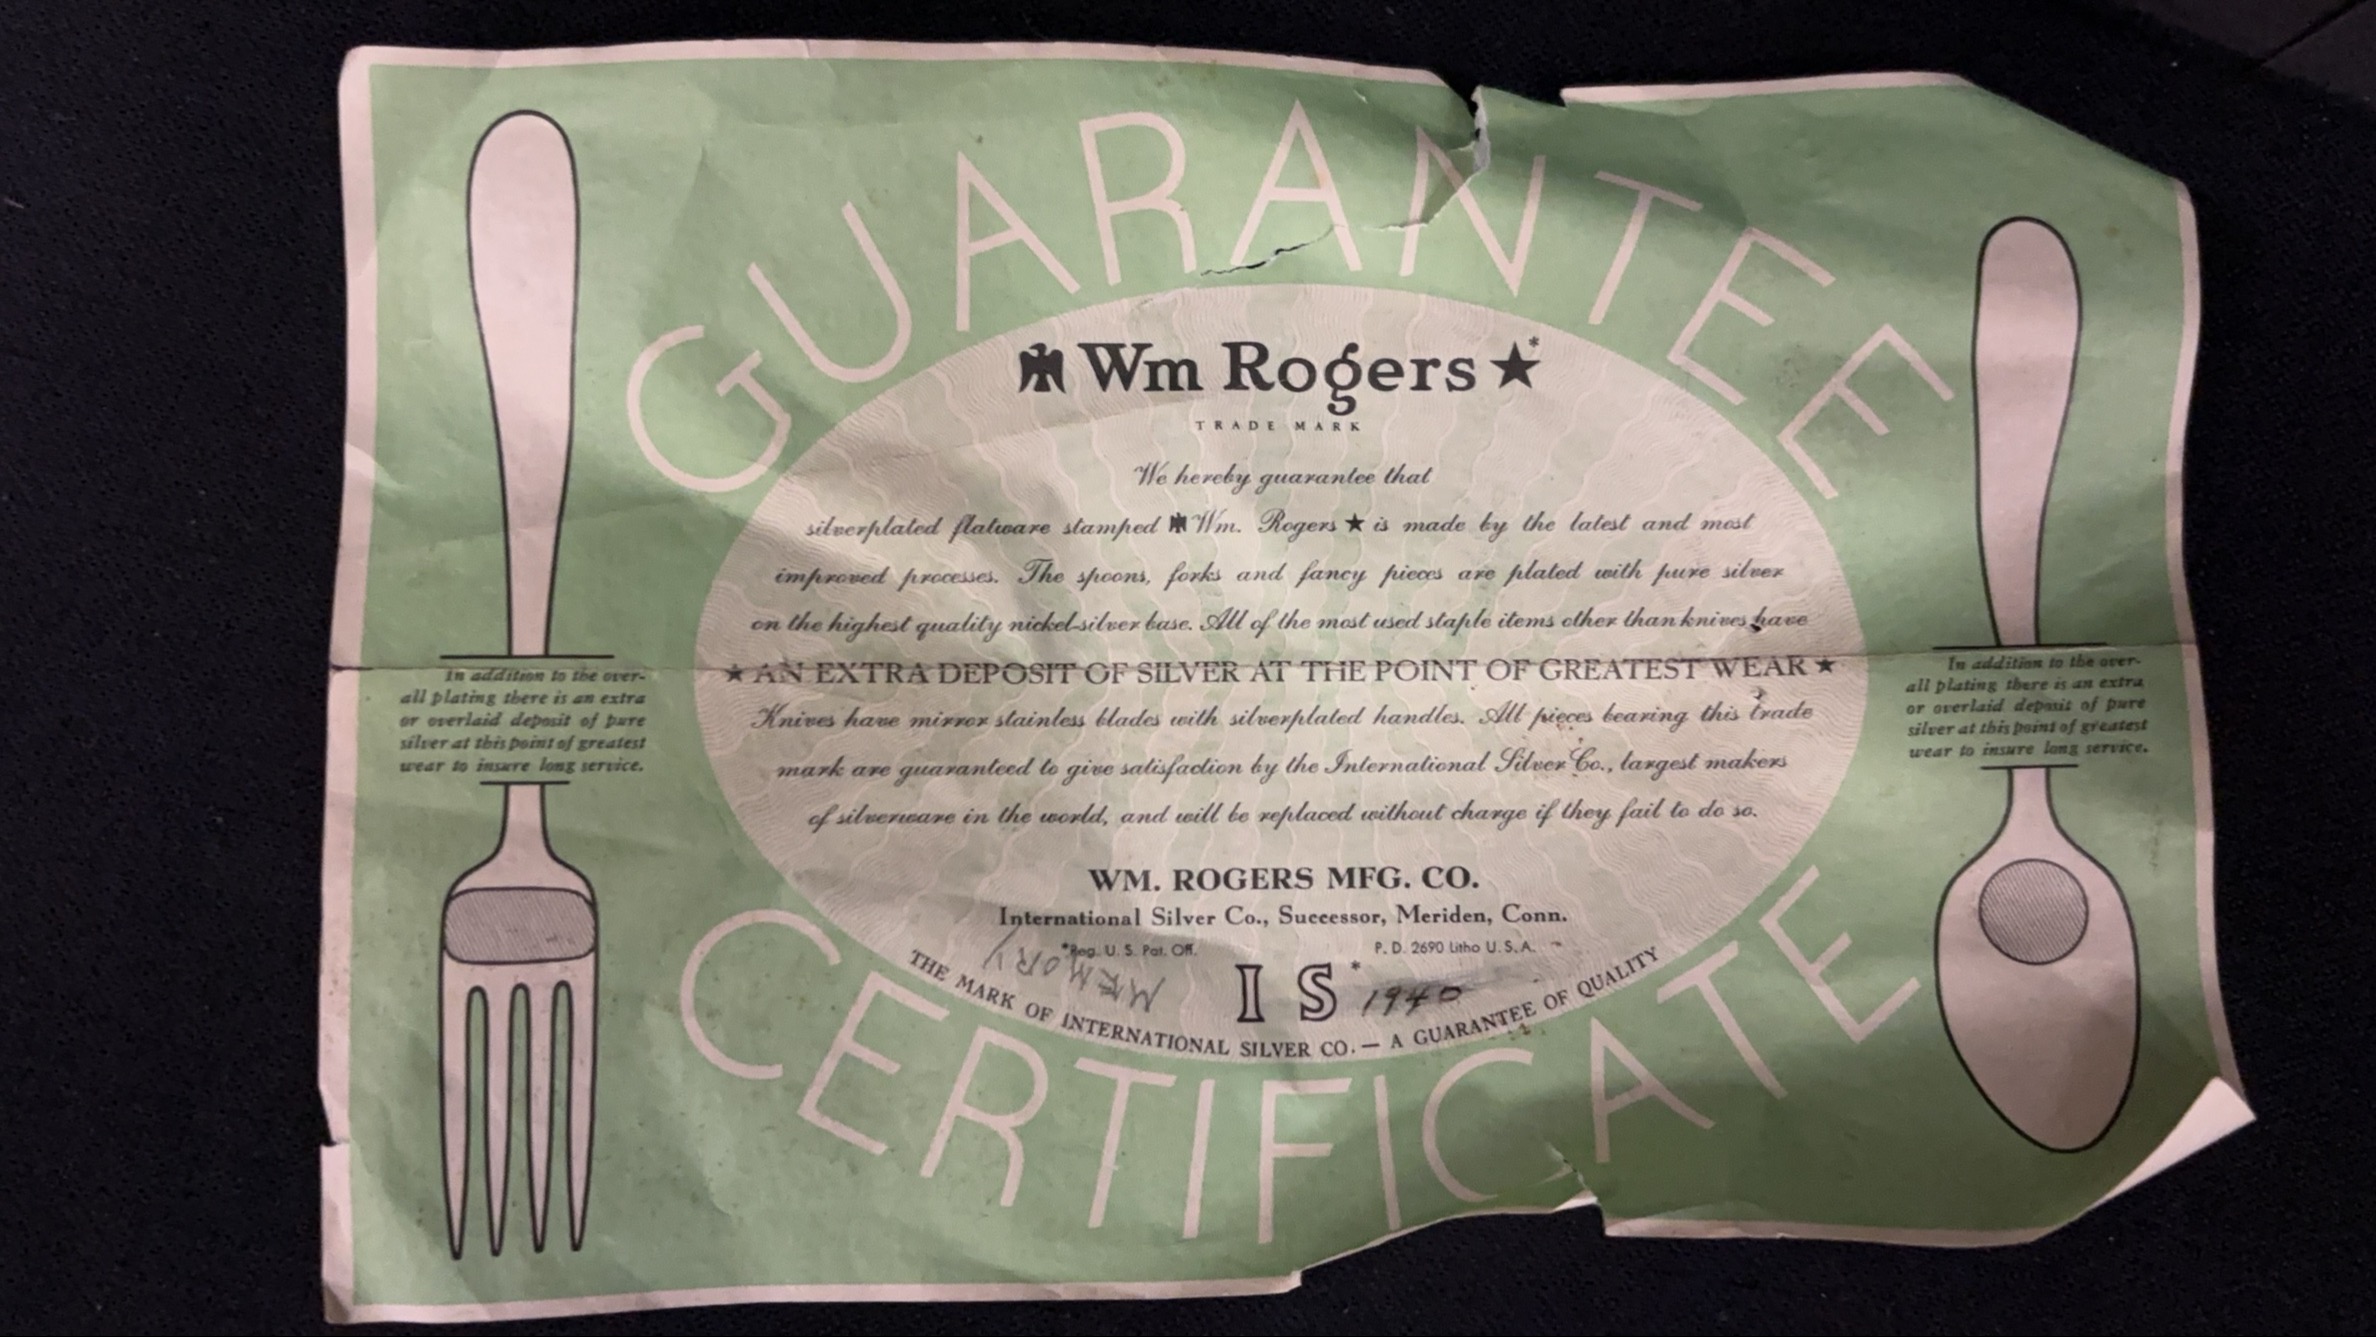 GUARANTEE
Wm Rogers ★*
TRADE MARK
We hereby guarantee that
silverplated flatware stamped Wm. Rogers ★ is made by the latest and most
improved processes. The spoons, forks and fancy pieces are plated with pure silver
on the highest quality nickel-silver base. All of the most used staple items other than knives have
★ AN EXTRA DEPOSIT OF SILVER AT THE POINT OF GREATEST WEAR ★
Knives have mirror stainless blades with silverplated handles. All pieces bearing this trade
mark are guaranteed to give satisfaction by the International Silver Co., largest makers
of silverware in the world, and will be replaced without charge if they fail to do so.
WM. ROGERS MFG. CO.
International Silver Co., Successor, Meriden, Conn.
*Reg. U. S. Pat. Off. P. D. 2690 Litho U. S. A.
MEMORY
I S* 1940
THE MARK OF INTERNATIONAL SILVER CO. — A GUARANTEE OF QUALITY
CERTIFICATE
In addition to the over-
all plating there is an extra
or overlaid deposit of pure
silver at this point of greatest
wear to insure long service.
In addition to the over-
all plating there is an extra
or overlaid deposit of pure
silver at this point of greatest
wear to insure long service.